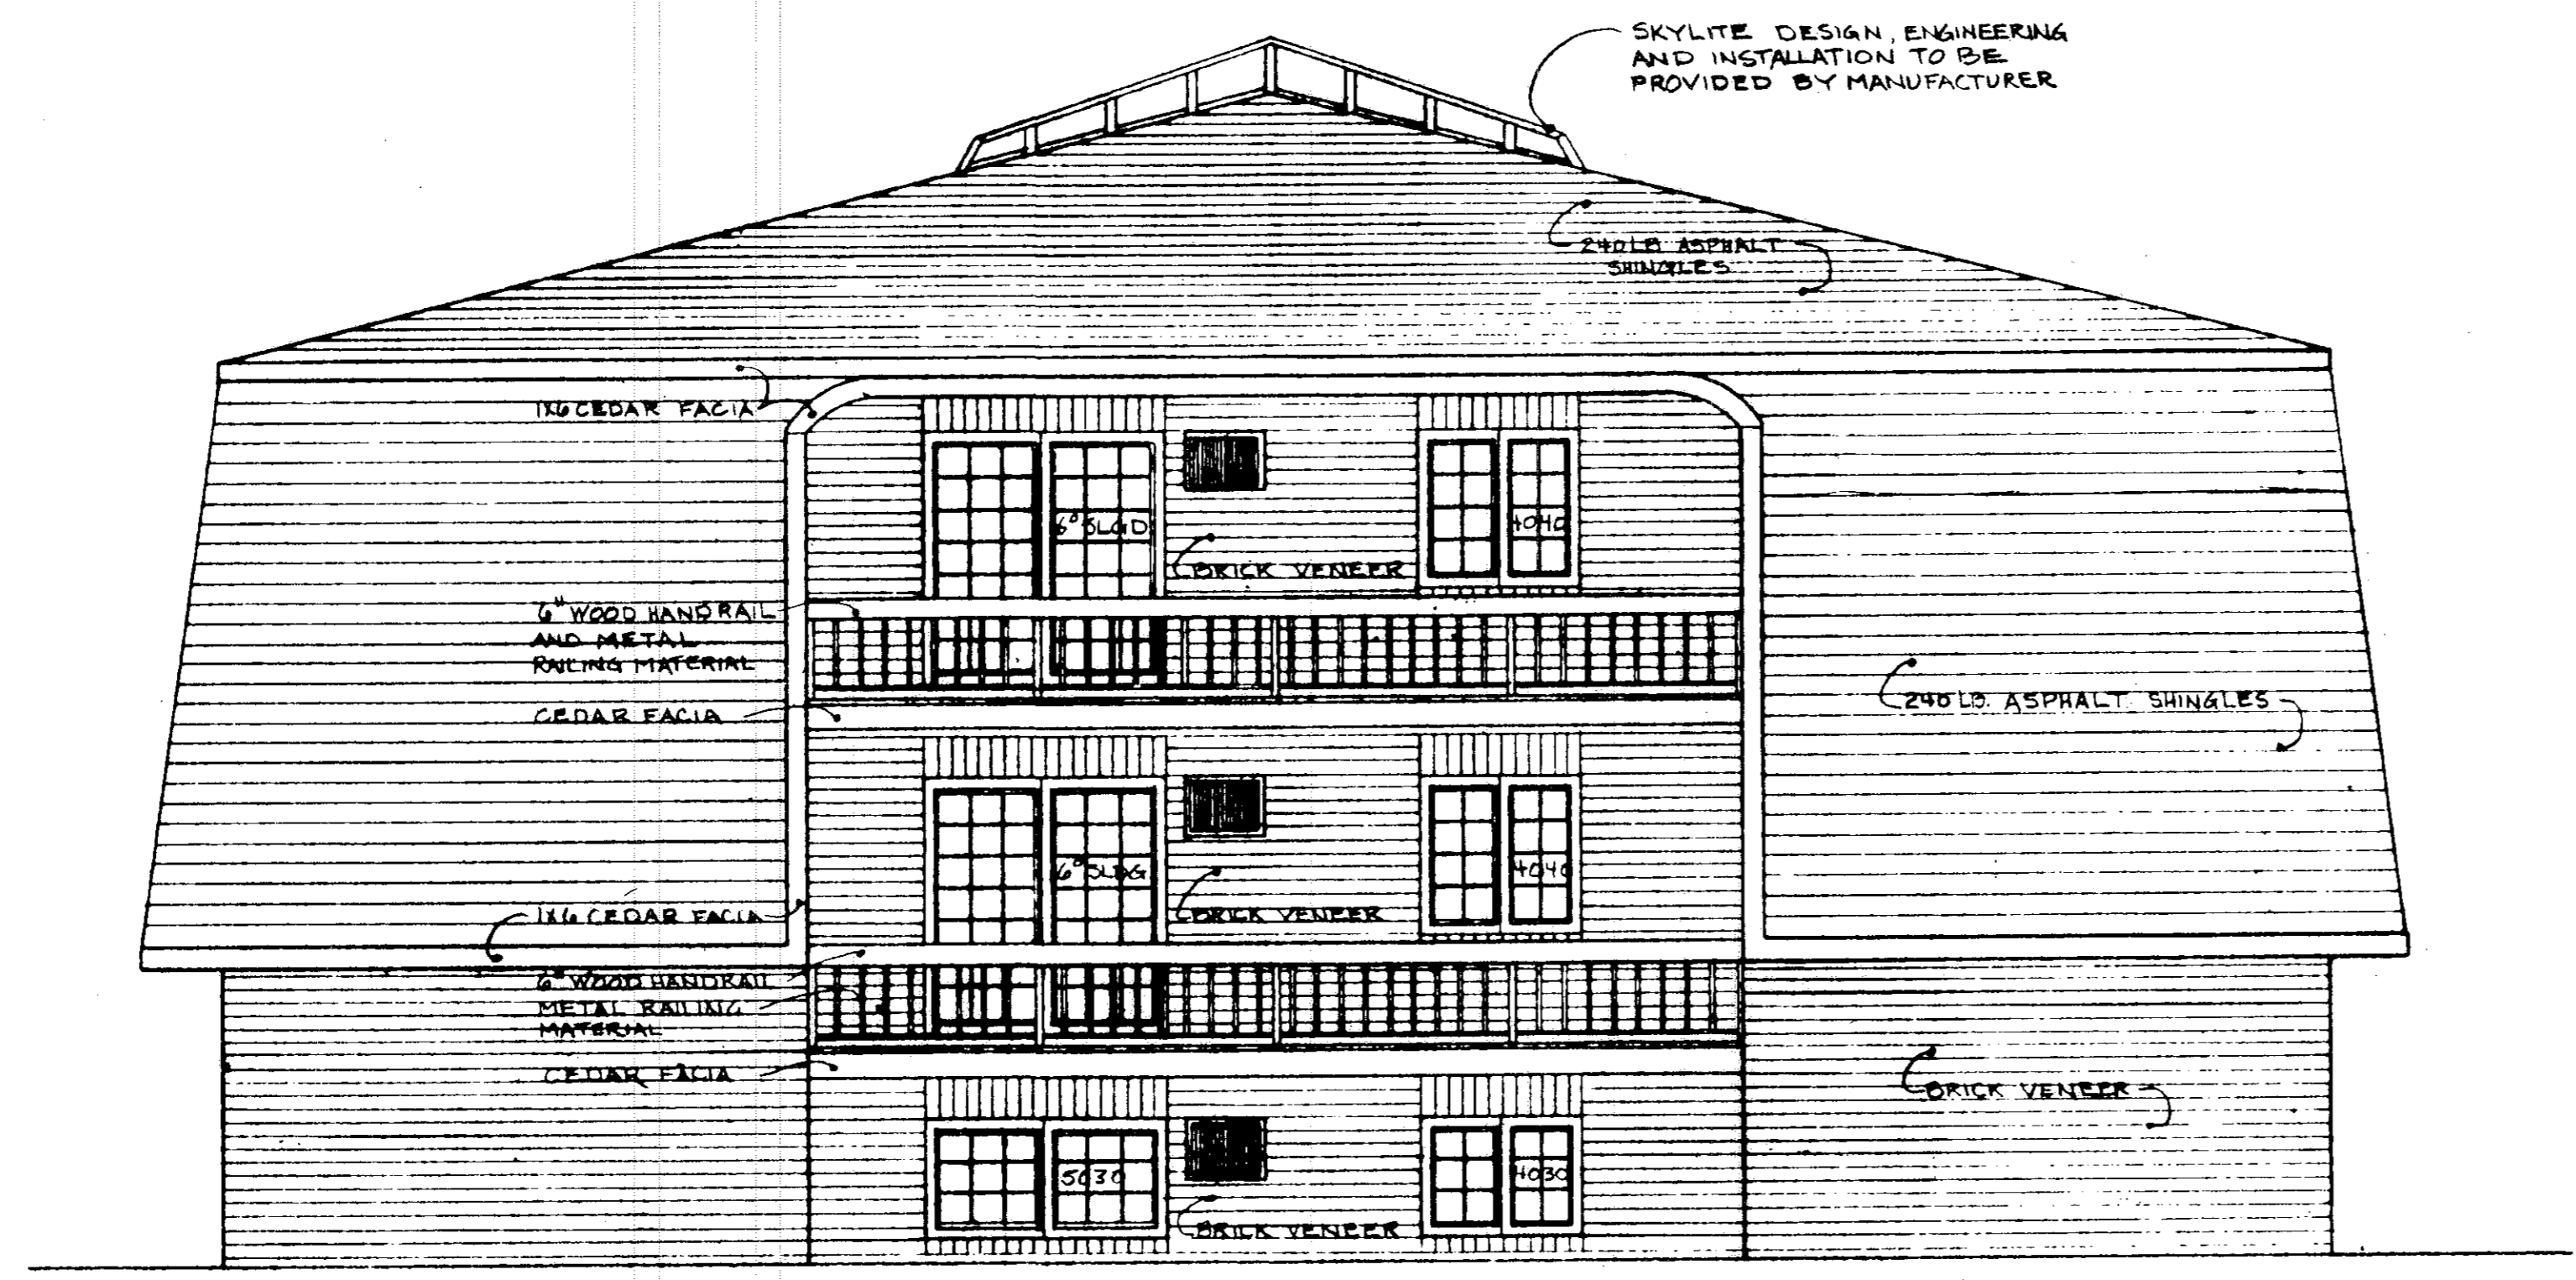 SKYLITE DESIGN, ENGINEERING
AND INSTALLATION TO BE
PROVIDED BY MANUFACTURER
240 LB. ASPHALT
SHINGLES
1X6 CEDAR FACIA
6⁰ SLGD
4040
BRICK VENEER
6" WOOD HANDRAIL
AND METAL
RAILING MATERIAL
CEDAR FACIA
240 LB. ASPHALT SHINGLES
6⁰ SLDG
4040
BRICK VENEER
1X6 CEDAR FACIA
6" WOOD HANDRAIL
METAL RAILING
MATERIAL
CEDAR FACIA
BRICK VENEER
5030
4030
BRICK VENEER